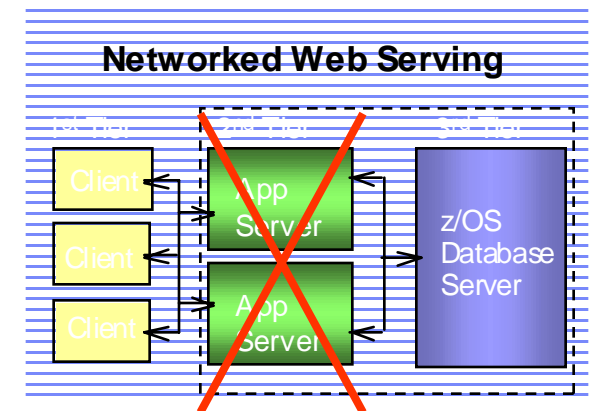 Networked Web Serving
1st Tier
2nd Tier
3rd Tier
Client
Client
Client
App
Server
App
Server
z/OS
Database
Server